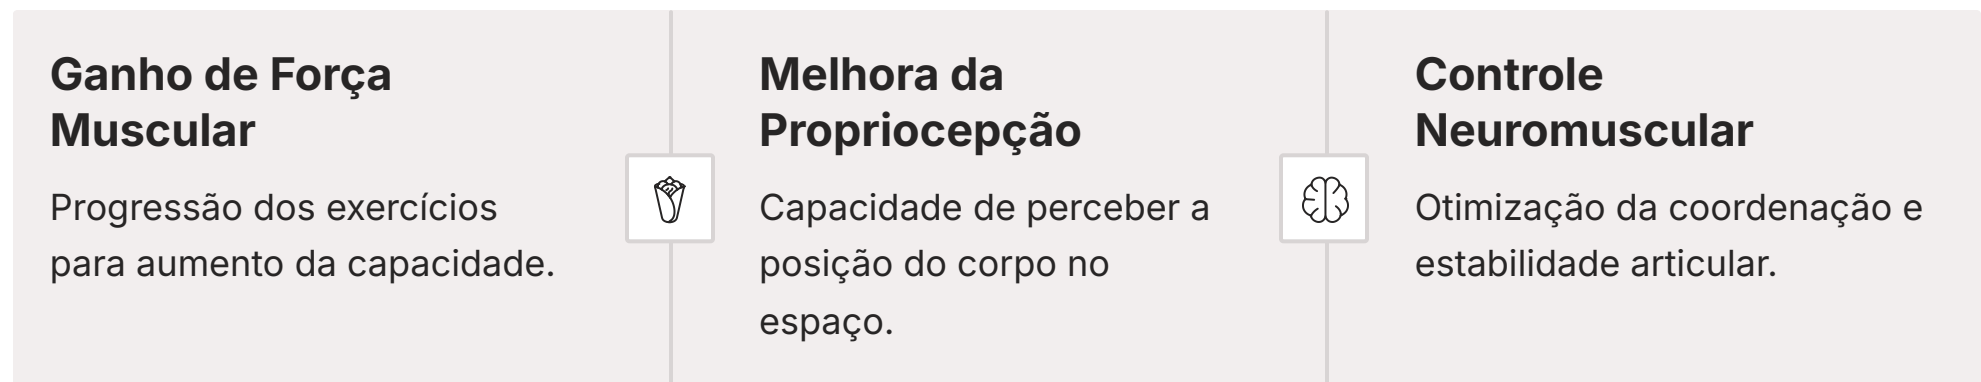 Ganho de Força
Muscular
Progressão dos exercícios
para aumento da capacidade.
Melhora da
Propriocepção
Capacidade de perceber a
posição do corpo no
espaço.
Controle
Neuromuscular
Otimização da coordenação e
estabilidade articular.